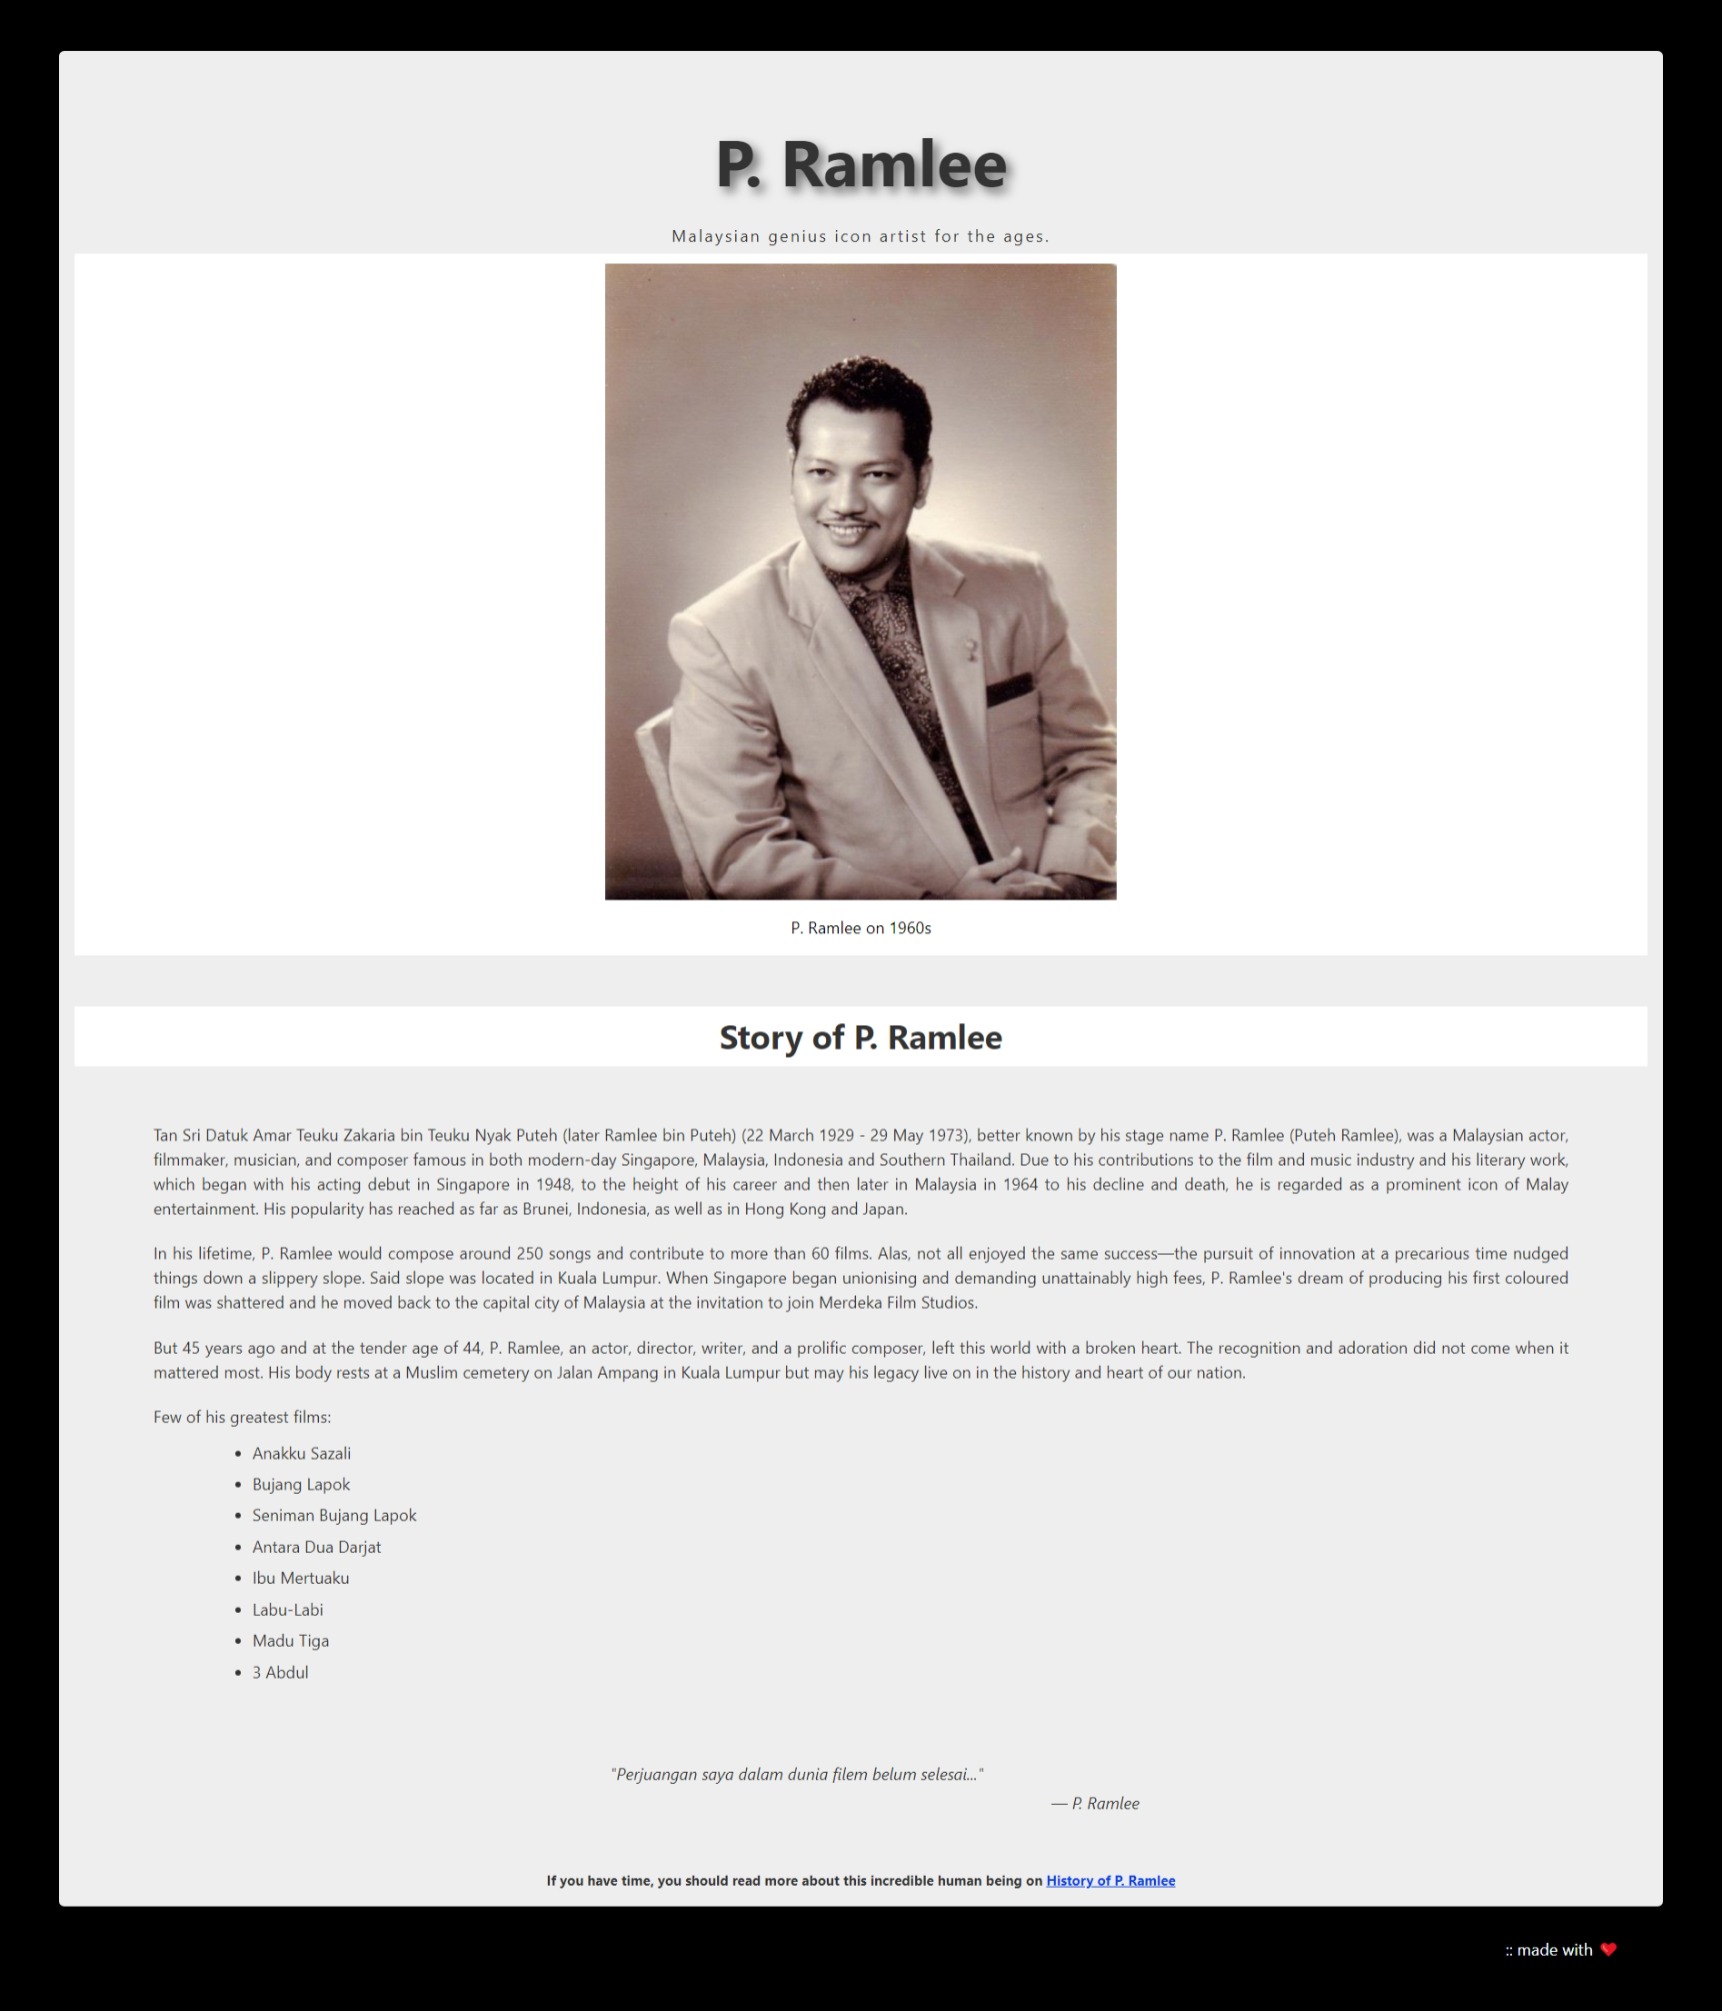 P. Ramlee
Malaysian genius icon artist for the ages.
P. Ramlee on 1960s
Story of P. Ramlee
Tan Sri Datuk Amar Teuku Zakaria bin Teuku Nyak Puteh (later Ramlee bin Puteh) (22 March 1929 - 29 May 1973), better known by his stage name P. Ramlee (Puteh Ramlee), was a Malaysian actor,
filmmaker, musician, and composer famous in both modern-day Singapore, Malaysia, Indonesia and Southern Thailand. Due to his contributions to the film and music industry and his literary work,
which began with his acting debut in Singapore in 1948, to the height of his career and then later in Malaysia in 1964 to his decline and death, he is regarded as a prominent icon of Malay
entertainment. His popularity has reached as far as Brunei, Indonesia, as well as in Hong Kong and Japan.
In his lifetime, P. Ramlee would compose around 250 songs and contribute to more than 60 films. Alas, not all enjoyed the same success—the pursuit of innovation at a precarious time nudged
things down a slippery slope. Said slope was located in Kuala Lumpur. When Singapore began unionising and demanding unattainably high fees, P. Ramlee's dream of producing his first coloured
film was shattered and he moved back to the capital city of Malaysia at the invitation to join Merdeka Film Studios.
But 45 years ago and at the tender age of 44, P. Ramlee, an actor, director, writer, and a prolific composer, left this world with a broken heart. The recognition and adoration did not come when it
mattered most. His body rests at a Muslim cemetery on Jalan Ampang in Kuala Lumpur but may his legacy live on in the history and heart of our nation.
Few of his greatest films:
• Anakku Sazali
• Bujang Lapok
• Seniman Bujang Lapok
• Antara Dua Darjat
• Ibu Mertuaku
• Labu-Labi
• Madu Tiga
• 3 Abdul
"Perjuangan saya dalam dunia filem belum selesai..."
— P. Ramlee
If you have time, you should read more about this incredible human being on History of P. Ramlee
:: made with ❤️